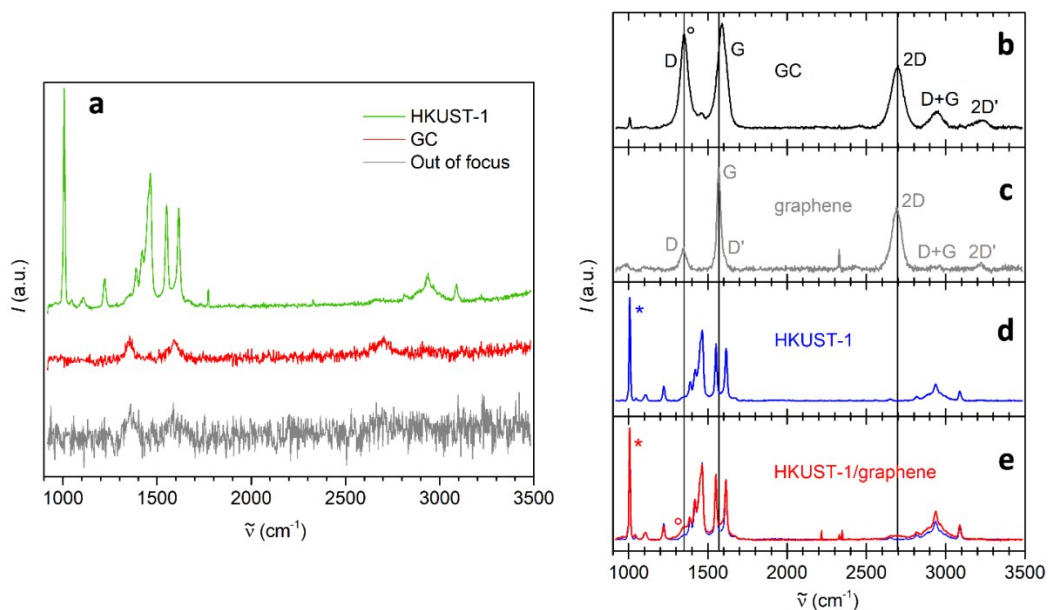 a
HKUST-1
GC
Out of focus
I (a.u.)
1000 1500 2000 2500 3000 3500
ṽ (cm⁻¹)
b
D
°
G
GC
2D
D+G
2D'
c
G
graphene
2D
D
D'
D+G
2D'
I (a.u.)
d
*
HKUST-1
e
*
HKUST-1/graphene
°
1000 1500 2000 2500 3000 3500
ṽ (cm⁻¹)